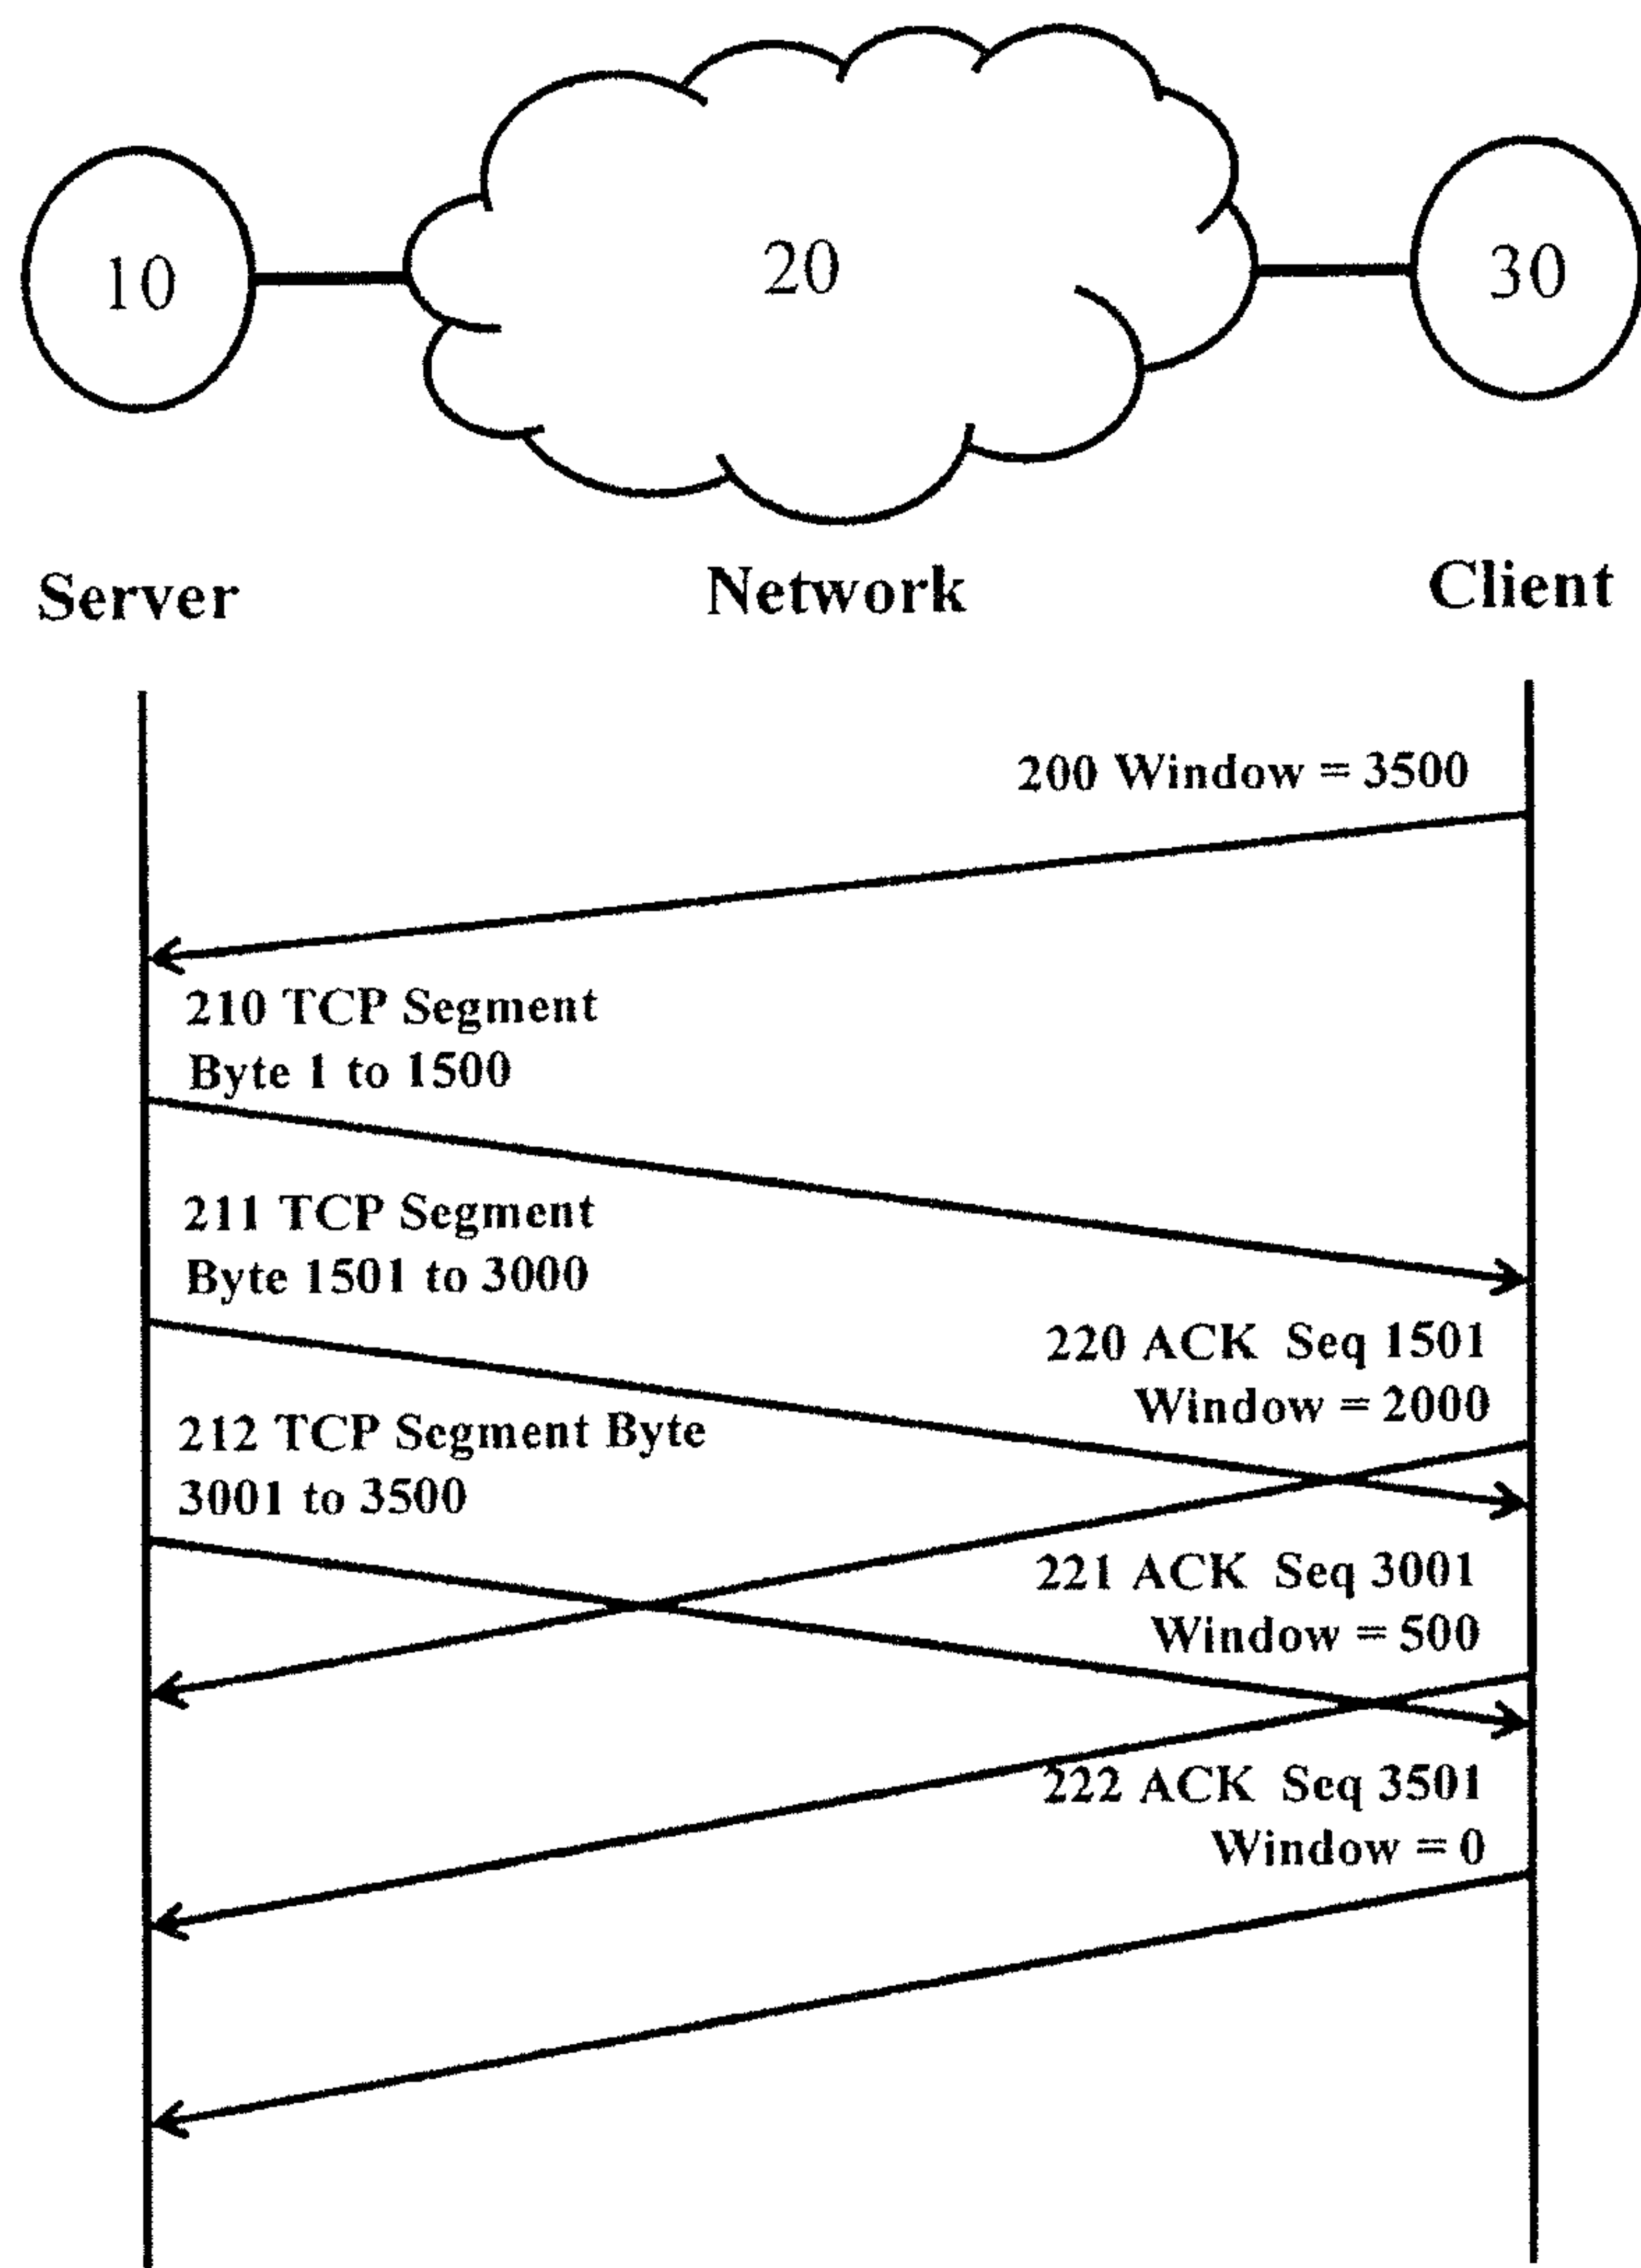 10
20
30
Server
Network
Client
200 Window = 3500
210 TCP Segment
Byte 1 to 1500
211 TCP Segment
Byte 1501 to 3000
220 ACK Seq 1501
Window = 2000
212 TCP Segment Byte
3001 to 3500
221 ACK Seq 3001
Window = 500
222 ACK Seq 3501
Window = 0